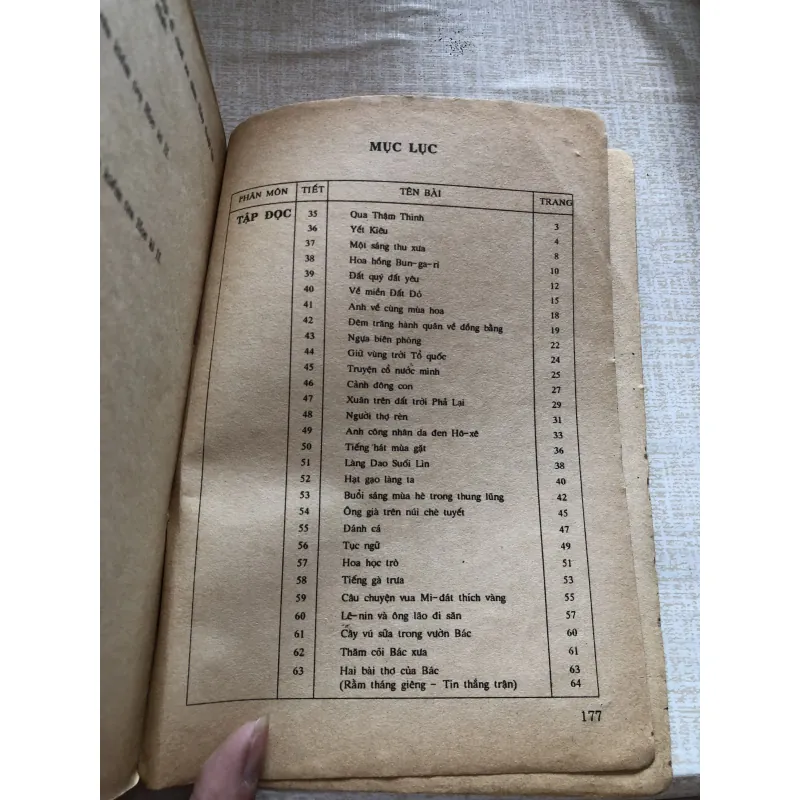 MỤC LỤC
PHÂN MÔN TIẾT TÊN BÀI TRANG
TẬP ĐỌC 35 Qua Thậm Thình 3
36 Yết Kiêu 4
37 Một sáng thu xưa 8
38 Hoa hồng Bun-ga-ri 10
39 Đất quý đất yêu 12
40 Về miền Đất Đỏ 15
41 Anh về cùng mùa hoa 18
42 Đêm trăng hành quân về đồng bằng 19
43 Ngựa biên phòng 22
44 Giữ vùng trời Tổ quốc 24
45 Truyện cổ nước mình 25
46 Cảnh đông con 27
47 Xuân trên đất trời Phả Lại 29
48 Người thợ rèn 31
49 Anh công nhân da đen Hô-xê 33
50 Tiếng hát mùa gặt 36
51 Làng Dao Suối Lìn 38
52 Hạt gạo làng ta 40
53 Buổi sáng mùa hè trong thung lũng 42
54 Ông già trên núi chè tuyết 45
55 Đánh cá 47
56 Tục ngữ 49
57 Hoa học trò 51
58 Tiếng gà trưa 53
59 Câu chuyện vua Mi-dát thích vàng 55
60 Lê-nin và ông lão đi săn 57
61 Cây vú sữa trong vườn Bác 60
62 Thăm cõi Bác xưa 61
63 Hai bài thơ của Bác 63
(Rằm tháng giêng - Tin thắng trận) 64
177